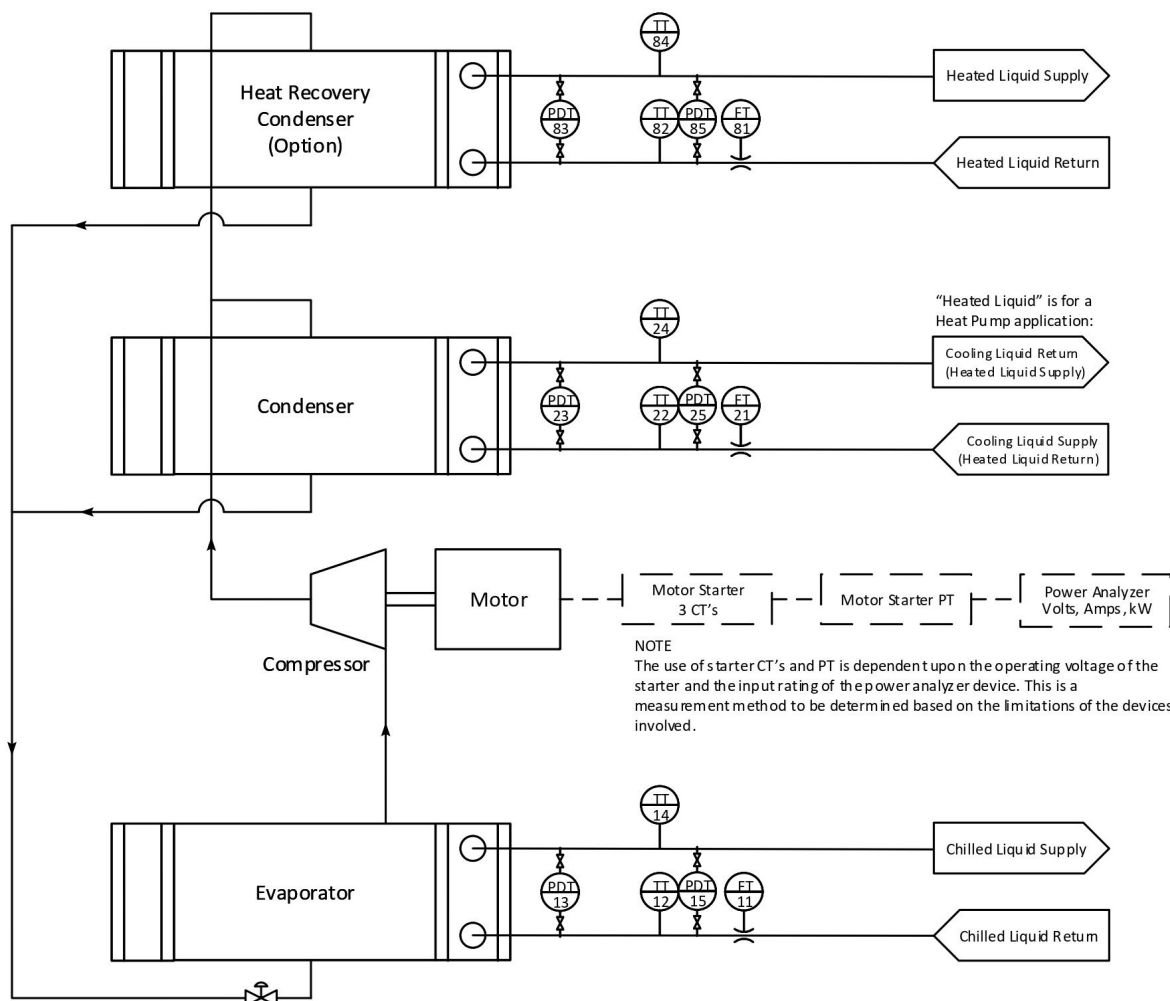 TT
84
Heat Recovery
Condenser
(Option)
Heated Liquid Supply
PDT
83
TT
82
PDT
85
FT
81
Heated Liquid Return
"Heated Liquid" is for a
Heat Pump application:
TT
24
Cooling Liquid Return
(Heated Liquid Supply)
Condenser
PDT
23
TT
22
PDT
25
FT
21
Cooling Liquid Supply
(Heated Liquid Return)
Motor
Motor Starter
3 CT's
Motor Starter PT
Power Analyzer
Volts, Amps, kW
Compressor
NOTE
The use of starter CT's and PT is dependent upon the operating voltage of the
starter and the input rating of the power analyzer device. This is a
measurement method to be determined based on the limitations of the devices
involved.
TT
14
Chilled Liquid Supply
Evaporator
PDT
13
TT
12
PDT
15
FT
11
Chilled Liquid Return